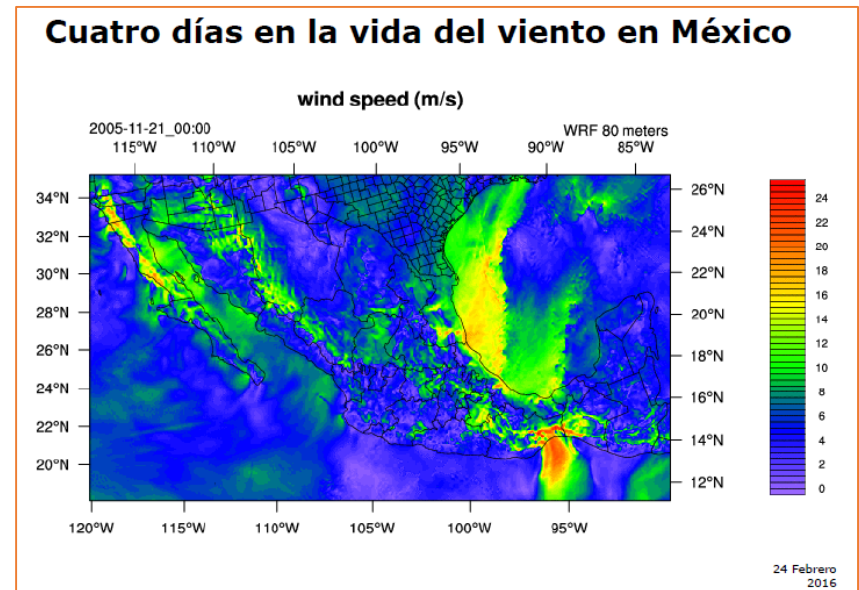 Cuatro días en la vida del viento en México
wind speed (m/s)
2005-11-21_00:00
WRF 80 meters
115°W 110°W 105°W 100°W 95°W 90°W 85°W
34°N
32°N
30°N
28°N
26°N
24°N
22°N
20°N
26°N
24°N
22°N
20°N
18°N
16°N
14°N
12°N
24
22
20
18
16
14
12
10
8
6
4
2
0
120°W 115°W 110°W 105°W 100°W 95°W
24 Febrero
2016